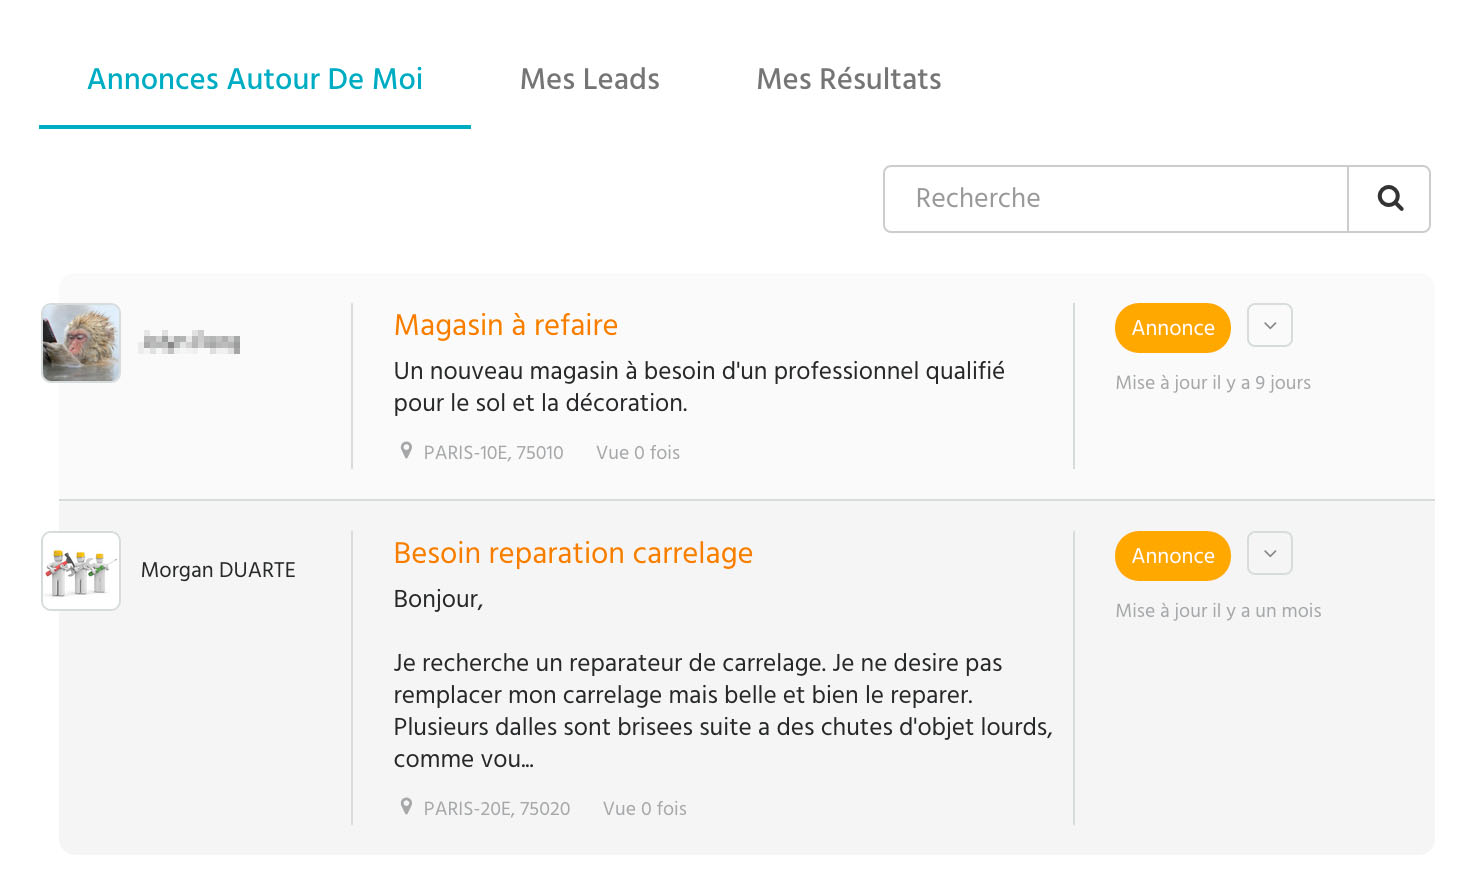 Annonces Autour De Moi
Mes Leads
Mes Résultats
Recherche
Magasin à refaire
Un nouveau magasin à besoin d'un professionnel qualifié
pour le sol et la décoration.
PARIS-10E, 75010
Vue 0 fois
Annonce
Mise à jour il y a 9 jours
Morgan DUARTE
Besoin reparation carrelage
Bonjour,
Je recherche un reparateur de carrelage. Je ne desire pas
remplacer mon carrelage mais belle et bien le reparer.
Plusieurs dalles sont brisees suite a des chutes d'objet lourds,
comme vou...
PARIS-20E, 75020
Vue 0 fois
Annonce
Mise à jour il y a un mois